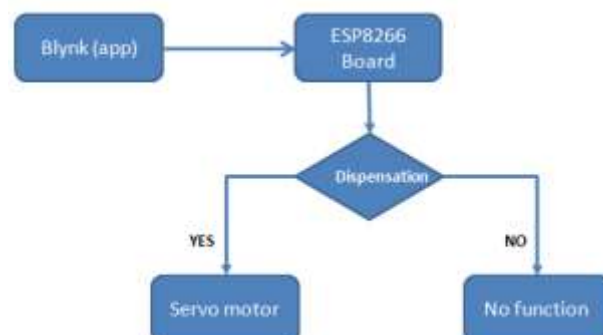 Blynk (app)
ESP8266
Board
Dispensation
YES
NO
Servo motor
No function